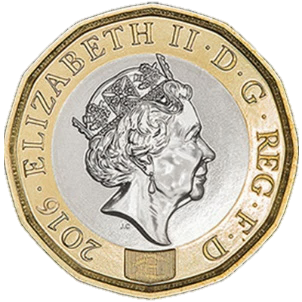 2016 · ELIZABETH II · D · G · REG · F · D
J.C